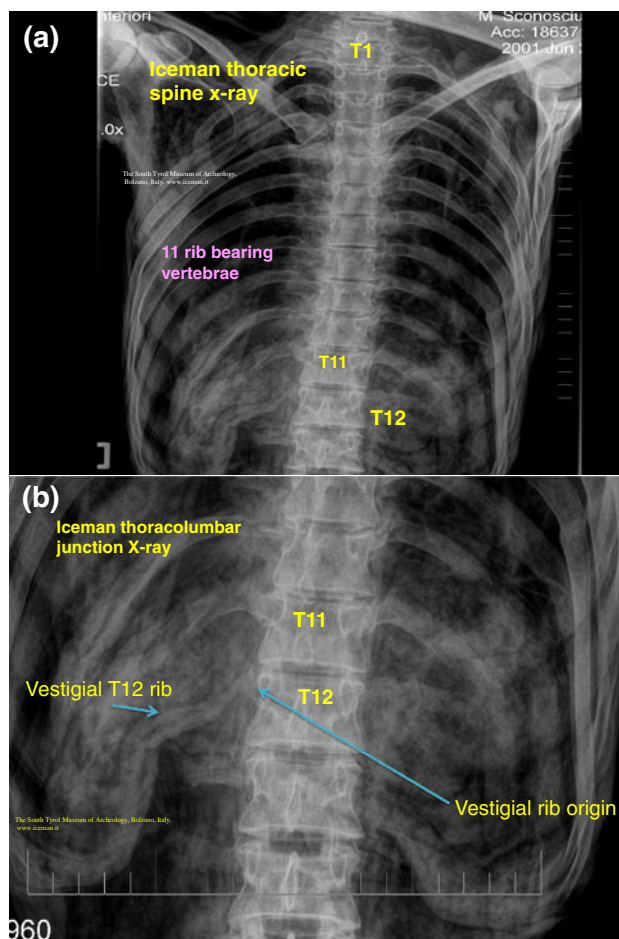 (a)
nferiori
M Sconosciu
Acc: 18637
2001 Jun
T1
CE
Iceman thoracic
spine x-ray
.0x
The South Tyrol Museum of Archeology,
Bolzano, Italy. www.iceman.it
11 rib bearing
vertebrae
T11
T12
(b)
Iceman thoracolumbar
junction X-ray
T11
Vestigial T12 rib
T12
Vestigial rib origin
The South Tyrol Museum of Archeology, Bolzano, Italy.
www.iceman.it
960